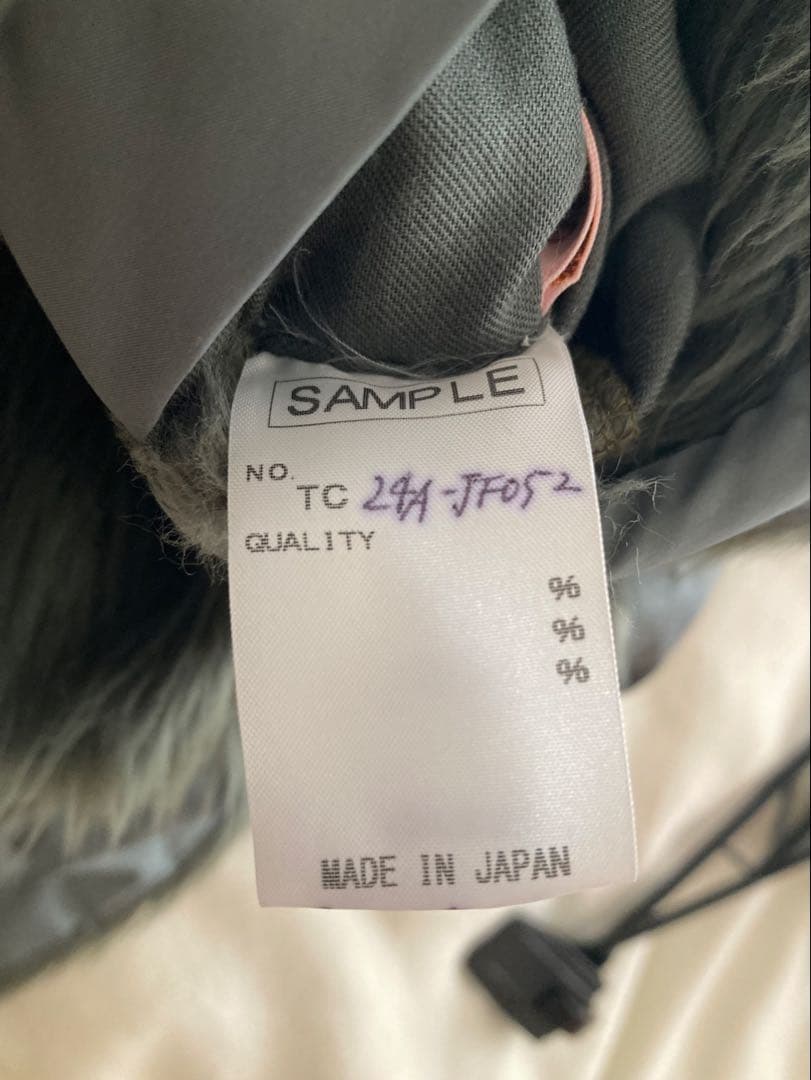 SAMPLE
NO.
TC 24A-JF052
QUALITY
%
%
%
MADE IN JAPAN